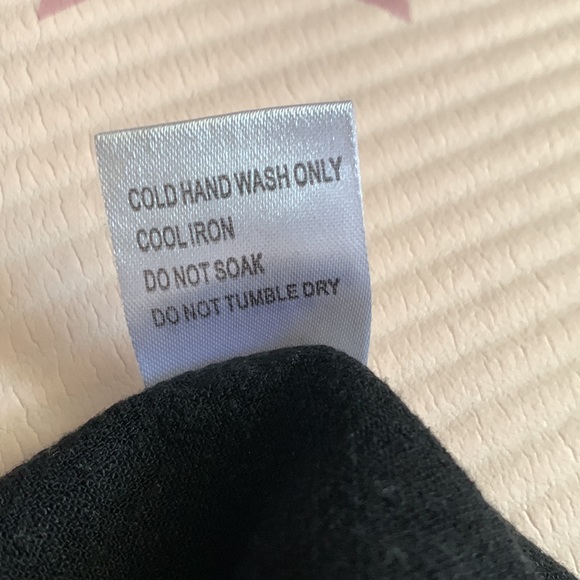 COLD HAND WASH ONLY
COOL IRON
DO NOT SOAK
DO NOT TUMBLE DRY